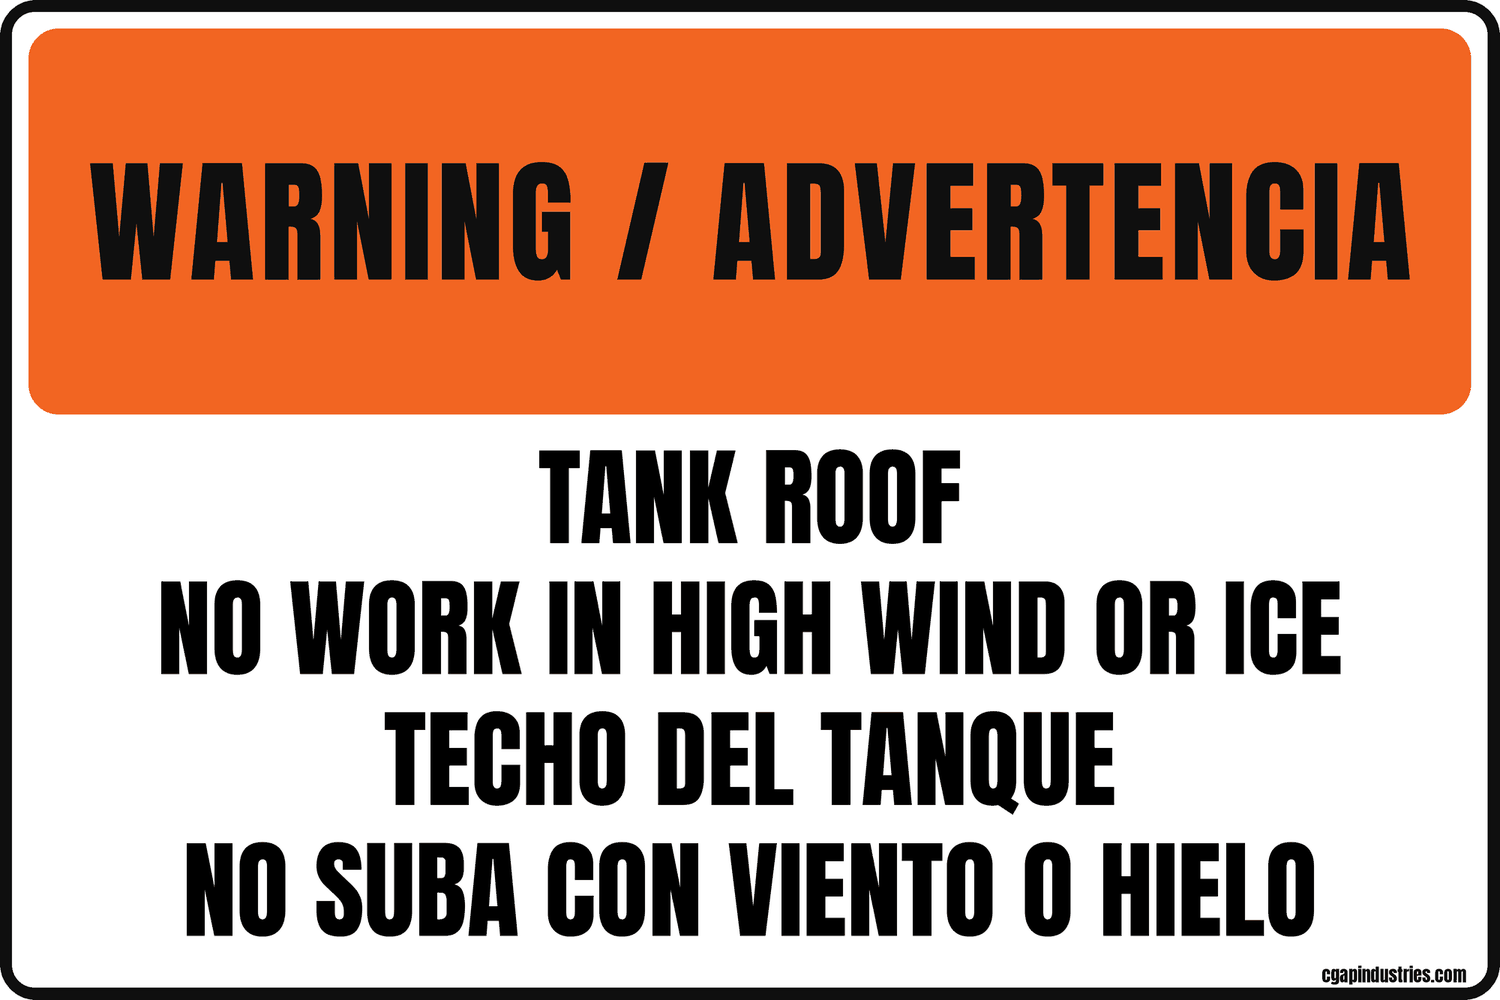 WARNING / ADVERTENCIA
TANK ROOF
NO WORK IN HIGH WIND OR ICE
TECHO DEL TANQUE
NO SUBA CON VIENTO O HIELO
cgapindustries.com